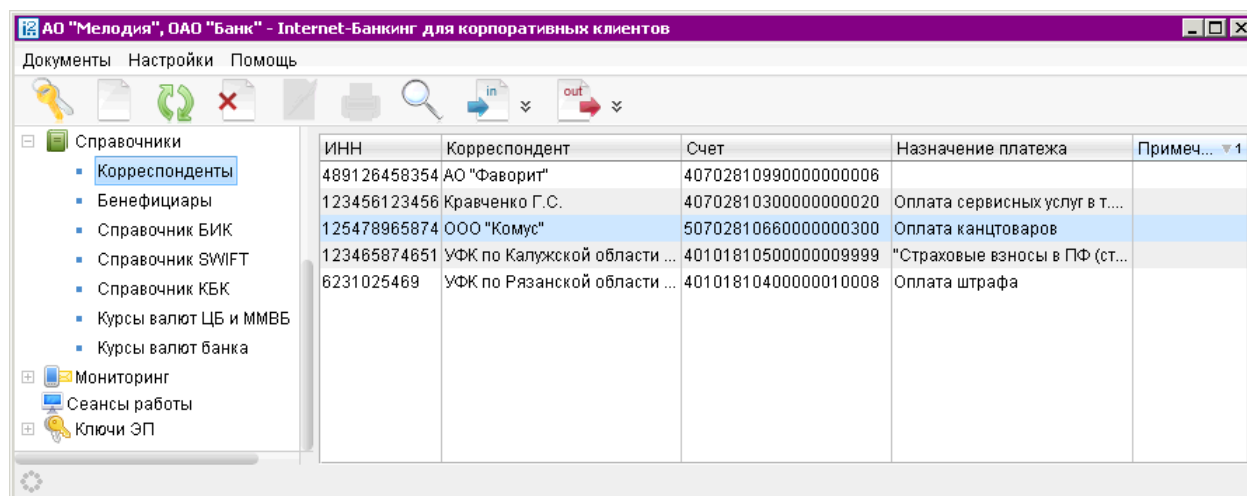 АО "Мелодия", ОАО "Банк" - Internet-Банкинг для корпоративных клиентов
Документы Настройки Помощь
in out
Справочники
Корреспонденты
Бенефициары
Справочник БИК
Справочник SWIFT
Справочник КБК
Курсы валют ЦБ и ММВБ
Курсы валют банка
Мониторинг
Сеансы работы
Ключи ЭП
ИНН Корреспондент Счет Назначение платежа Примеч... 1
489126458354 АО "Фаворит" 40702810990000000006
123456123456 Кравченко Г.С. 40702810300000000020 Оплата сервисных услуг в т....
125478965874 ООО "Комус" 50702810660000000300 Оплата канцтоваров
123465874651 УФК по Калужской области ... 40101810500000009999 "Страховые взносы в ПФ (ст...
6231025469 УФК по Рязанской области ... 40101810400000010008 Оплата штрафа